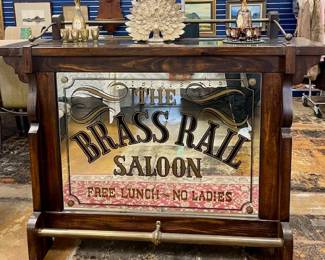 THE
BRASS RAIL
SALOON
FREE LUNCH - NO LADIES